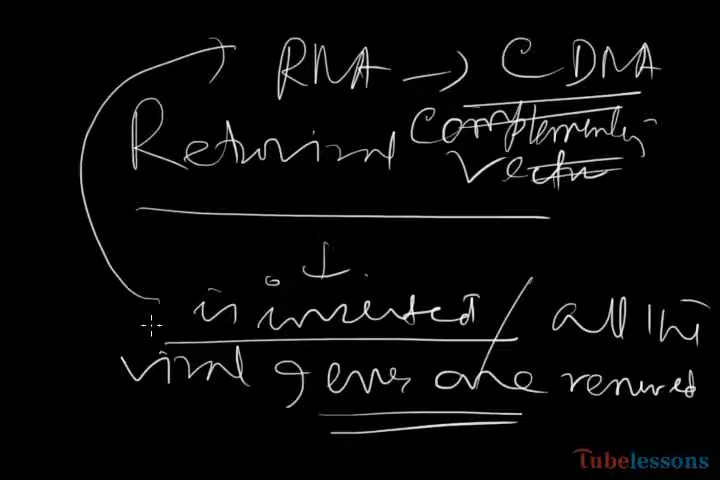 RNA → CDNA
Retroviral Complementary
Vector
↓
is inserted / all the
viral genes are removed
Tubelessons